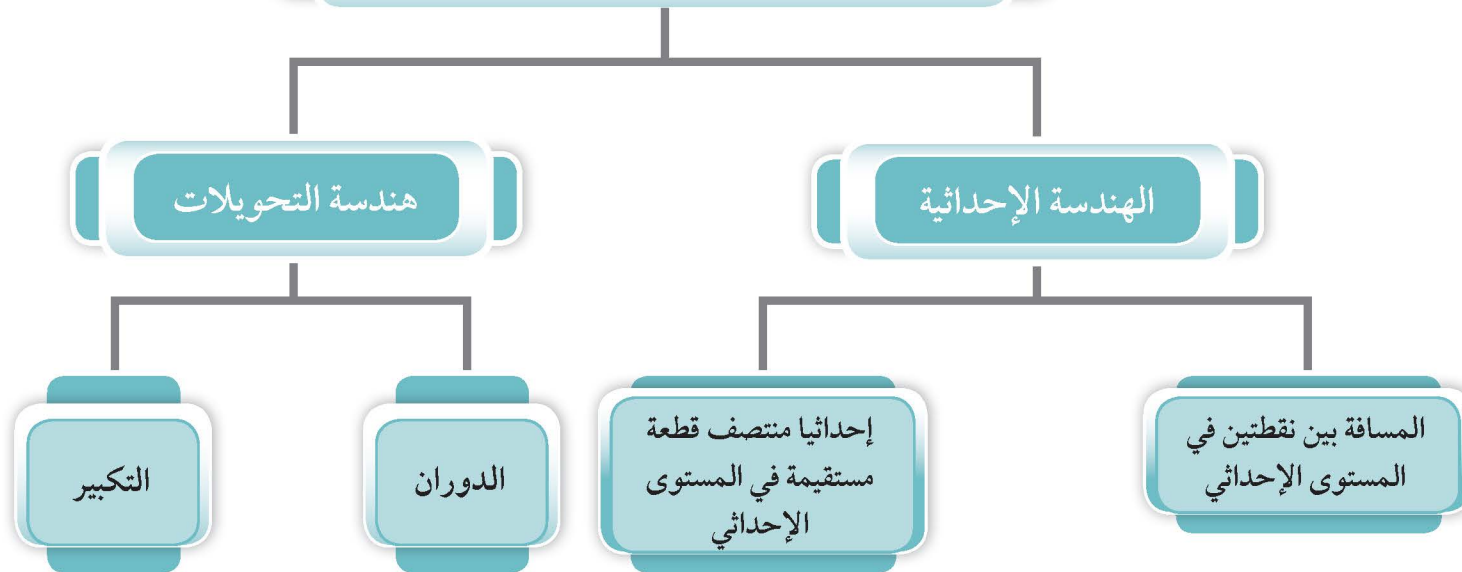 الهندسة الإحداثية
هندسة التحويلات
المسافة بين نقطتين في
المستوى الإحداثي
إحداثيا منتصف قطعة
مستقيمة في المستوى
الإحداثي
الدوران
التكبير